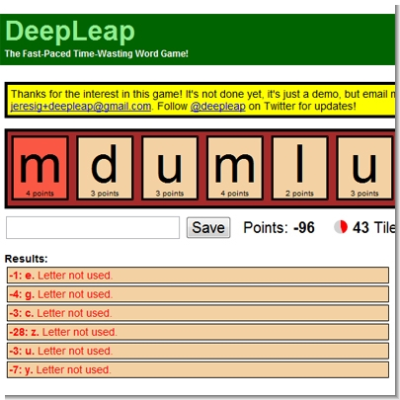 DeepLeap
The Fast-Paced Time-Wasting Word Game!
Thanks for the interest in this game! It's not done yet, it's just a demo, but email
jeresig+deepleap@gmail.com. Follow @deepleap on Twitter for updates!
m d u m l u
4 points 3 points 3 points 4 points 2 points 3 points
Save Points: -96 43 Tile
Results:
-1: e. Letter not used.
-4: g. Letter not used.
-3: c. Letter not used.
-28: z. Letter not used.
-3: u. Letter not used.
-7: y. Letter not used.